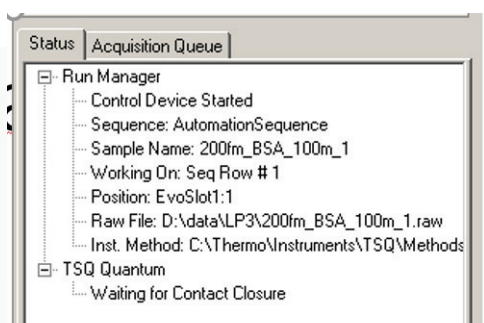 Status Acquisition Queue
Run Manager
Control Device Started
Sequence: AutomationSequence
Sample Name: 200fm_BSA_100m_1
Working On: Seq Row # 1
Position: EvoSlot1:1
Raw File: D:\data\LP3\200fm_BSA_100m_1.raw
Inst. Method: C:\Thermo\Instruments\TSQ\Methods
TSQ Quantum
Waiting for Contact Closure